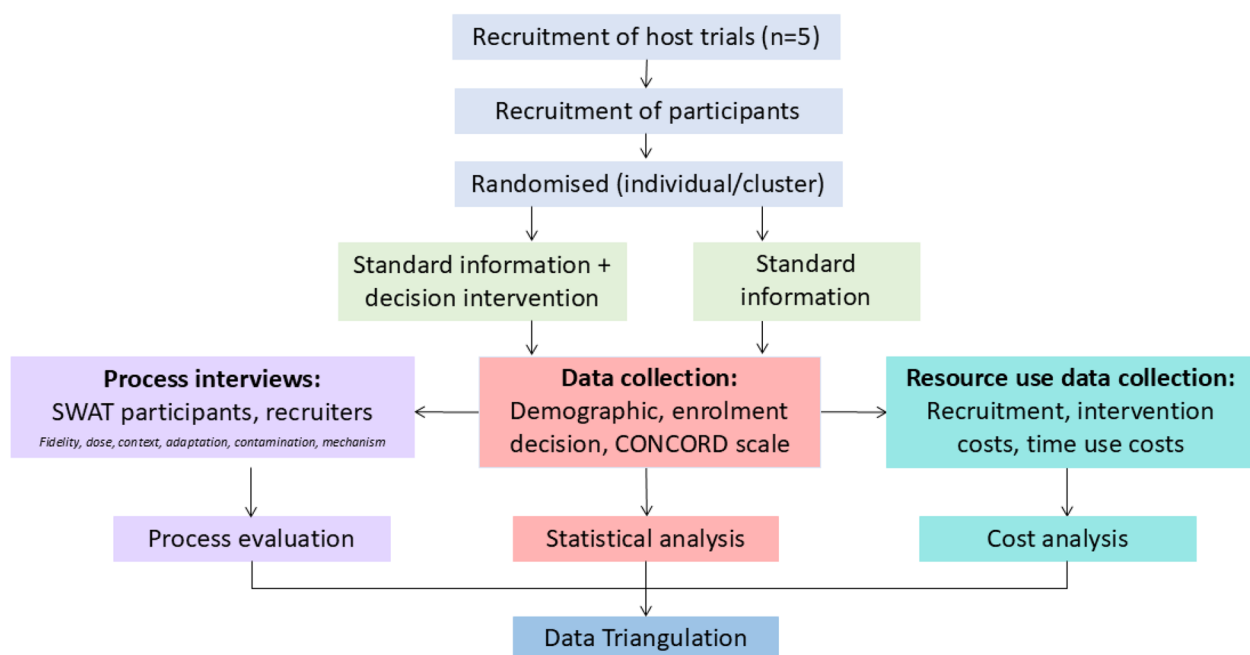 Recruitment of host trials (n=5)
Recruitment of participants
Randomised (individual/cluster)
Standard information +
decision intervention
Standard
information
Process interviews:
SWAT participants, recruiters
Fidelity, dose, context, adaptation, contamination, mechanism
Data collection:
Demographic, enrolment
decision, CONCORD scale
Resource use data collection:
Recruitment, intervention
costs, time use costs
Process evaluation
Statistical analysis
Cost analysis
Data Triangulation